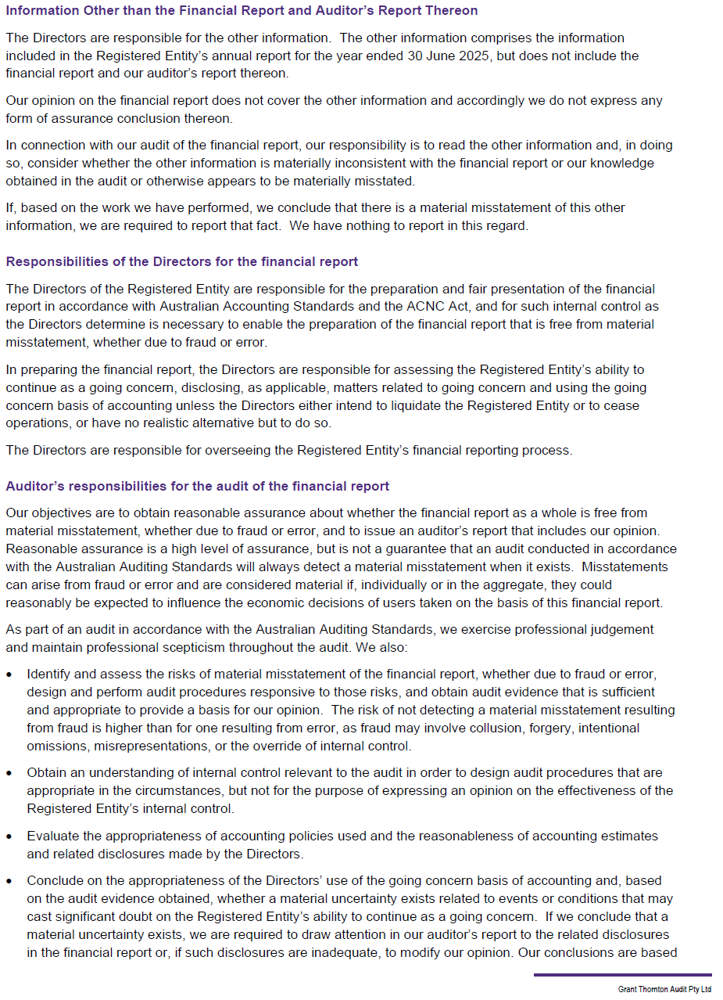 Information Other than the Financial Report and Auditor's Report Thereon
The Directors are responsible for the other information.  The other information comprises the information
included in the Registered Entity's annual report for the year ended 30 June 2025, but does not include the
financial report and our auditor's report thereon.
Our opinion on the financial report does not cover the other information and accordingly we do not express any
form of assurance conclusion thereon.
In connection with our audit of the financial report, our responsibility is to read the other information and, in doing
so, consider whether the other information is materially inconsistent with the financial report or our knowledge
obtained in the audit or otherwise appears to be materially misstated.
If, based on the work we have performed, we conclude that there is a material misstatement of this other
information, we are required to report that fact.  We have nothing to report in this regard.
Responsibilities of the Directors for the financial report
The Directors of the Registered Entity are responsible for the preparation and fair presentation of the financial
report in accordance with Australian Accounting Standards and the ACNC Act, and for such internal control as
the Directors determine is necessary to enable the preparation of the financial report that is free from material
misstatement, whether due to fraud or error.
In preparing the financial report, the Directors are responsible for assessing the Registered Entity's ability to
continue as a going concern, disclosing, as applicable, matters related to going concern and using the going
concern basis of accounting unless the Directors either intend to liquidate the Registered Entity or to cease
operations, or have no realistic alternative but to do so.
The Directors are responsible for overseeing the Registered Entity's financial reporting process.
Auditor's responsibilities for the audit of the financial report
Our objectives are to obtain reasonable assurance about whether the financial report as a whole is free from
material misstatement, whether due to fraud or error, and to issue an auditor's report that includes our opinion.
Reasonable assurance is a high level of assurance, but is not a guarantee that an audit conducted in accordance
with the Australian Auditing Standards will always detect a material misstatement when it exists.  Misstatements
can arise from fraud or error and are considered material if, individually or in the aggregate, they could
reasonably be expected to influence the economic decisions of users taken on the basis of this financial report.
As part of an audit in accordance with the Australian Auditing Standards, we exercise professional judgement
and maintain professional scepticism throughout the audit. We also:
• Identify and assess the risks of material misstatement of the financial report, whether due to fraud or error,
design and perform audit procedures responsive to those risks, and obtain audit evidence that is sufficient
and appropriate to provide a basis for our opinion.  The risk of not detecting a material misstatement resulting
from fraud is higher than for one resulting from error, as fraud may involve collusion, forgery, intentional
omissions, misrepresentations, or the override of internal control.
• Obtain an understanding of internal control relevant to the audit in order to design audit procedures that are
appropriate in the circumstances, but not for the purpose of expressing an opinion on the effectiveness of the
Registered Entity's internal control.
• Evaluate the appropriateness of accounting policies used and the reasonableness of accounting estimates
and related disclosures made by the Directors.
• Conclude on the appropriateness of the Directors' use of the going concern basis of accounting and, based
on the audit evidence obtained, whether a material uncertainty exists related to events or conditions that may
cast significant doubt on the Registered Entity's ability to continue as a going concern.  If we conclude that a
material uncertainty exists, we are required to draw attention in our auditor's report to the related disclosures
in the financial report or, if such disclosures are inadequate, to modify our opinion. Our conclusions are based
Grant Thornton Audit Pty Ltd